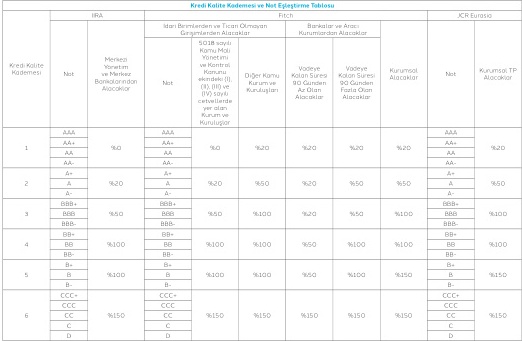 Kredi Kalite Kademesi ve Not Eşleştirme Tablosu
IIRA
Fitch
JCR Eurasia
İdari Birimlerden ve Ticari Olmayan
Girişimlerden Alacaklar
Bankalar ve Aracı
Kurumlardan Alacaklar
Kredi Kalite
Kademesi
Not
Merkezi
Yönetim
ve Merkez
Bankalarından
Alacaklar
Not
5018 sayılı
Kamu Mali
Yönetimi
ve Kontrol
Kanunu
ekindeki (I),
(II), (III) ve
(IV) sayılı
cetvellerde
yer alan
Kurum ve
Kuruluşlar
Diğer Kamu
Kurum ve
Kuruluşları
Vadeye
Kalan Süresi
90 Günden
Az Olan
Alacaklar
Vadeye
Kalan Süresi
90 Günden
Fazla Olan
Alacaklar
Kurumsal
Alacaklar
Not
Kurumsal TP
Alacaklar
1
AAA
AA+
AA
AA-
%0
AAA
AA+
AA
AA-
%0
%20
%20
%20
%20
AAA
AA+
AA
AA-
%20
2
A+
A
A-
%20
A+
A
A-
%20
%50
%20
%50
%50
A+
A
A-
%50
3
BBB+
BBB
BBB-
%50
BBB+
BBB
BBB-
%50
%100
%20
%50
%100
BBB+
BBB
BBB-
%100
4
BB+
BB
BB-
%100
BB+
BB
BB-
%100
%100
%50
%100
%100
BB+
BB
BB-
%100
5
B+
B
B-
%100
B+
B
B-
%100
%100
%50
%100
%150
B+
B
B-
%150
6
CCC+
CCC
CC
C
D
%150
CCC+
CCC
CC
C
D
%150
%150
%150
%150
%150
CCC+
CCC
CC
C
D
%150